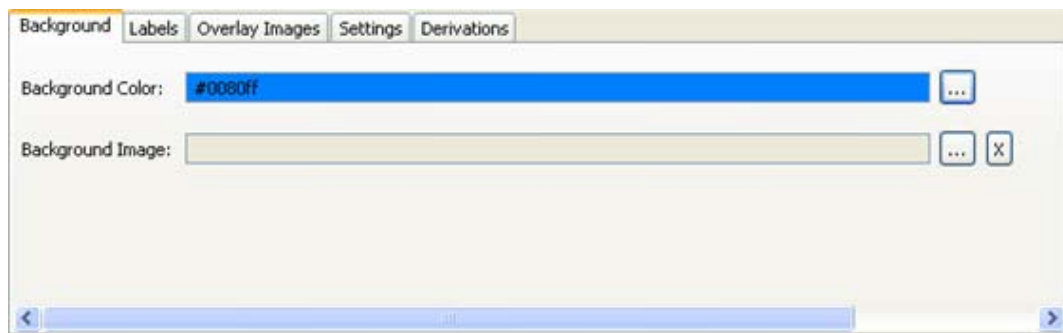 Background Labels Overlay Images Settings Derivations
Background Color: #0080ff ...
Background Image: ... X